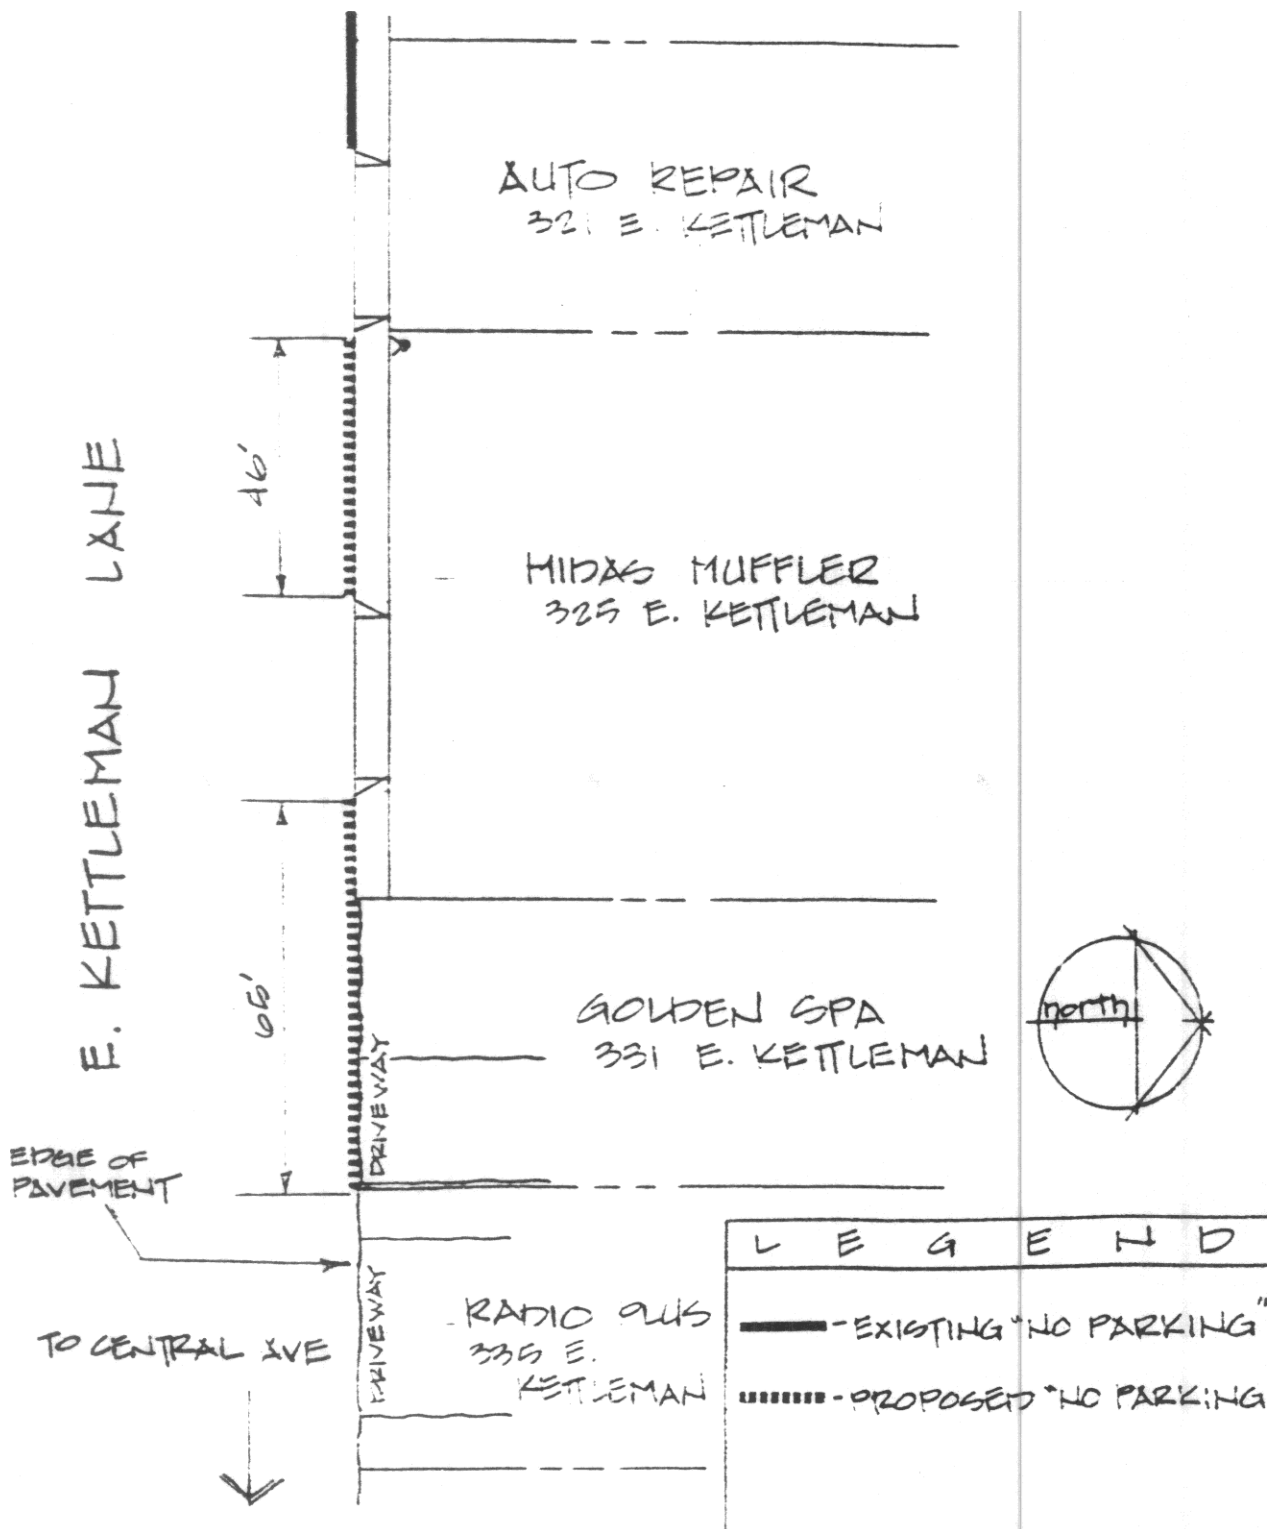 AUTO REPAIR
321 E. KETTLEMAN
46'
E. KETTLEMAN LANE
MIDAS MUFFLER
325 E. KETTLEMAN
GOLDEN SPA
331 E. KETTLEMAN
north
DRIVEWAY
EDGE OF
PAVEMENT
LEGEND
DRIVEWAY
RADIO PLUS
335 E.
KETTLEMAN
EXISTING "NO PARKING"
TO CENTRAL AVE
PROPOSED "NO PARKING